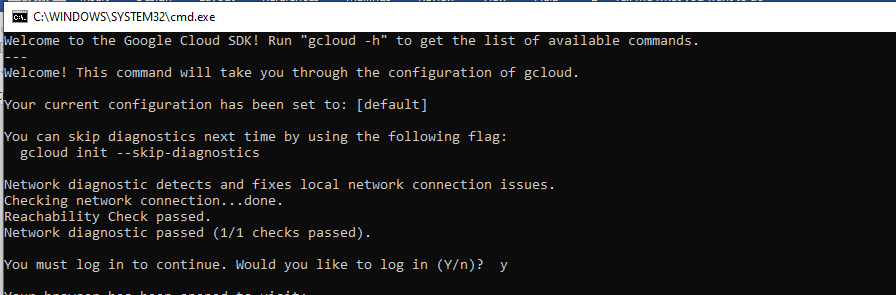 C:\WINDOWS\SYSTEM32\cmd.exe
Welcome to the Google Cloud SDK! Run "gcloud -h" to get the list of available commands.
---
Welcome! This command will take you through the configuration of gcloud.
Your current configuration has been set to: [default]
You can skip diagnostics next time by using the following flag:
gcloud init --skip-diagnostics
Network diagnostic detects and fixes local network connection issues.
Checking network connection...done.
Reachability Check passed.
Network diagnostic passed (1/1 checks passed).
You must log in to continue. Would you like to log in (Y/n)? y
Your browser has been opened to visit: